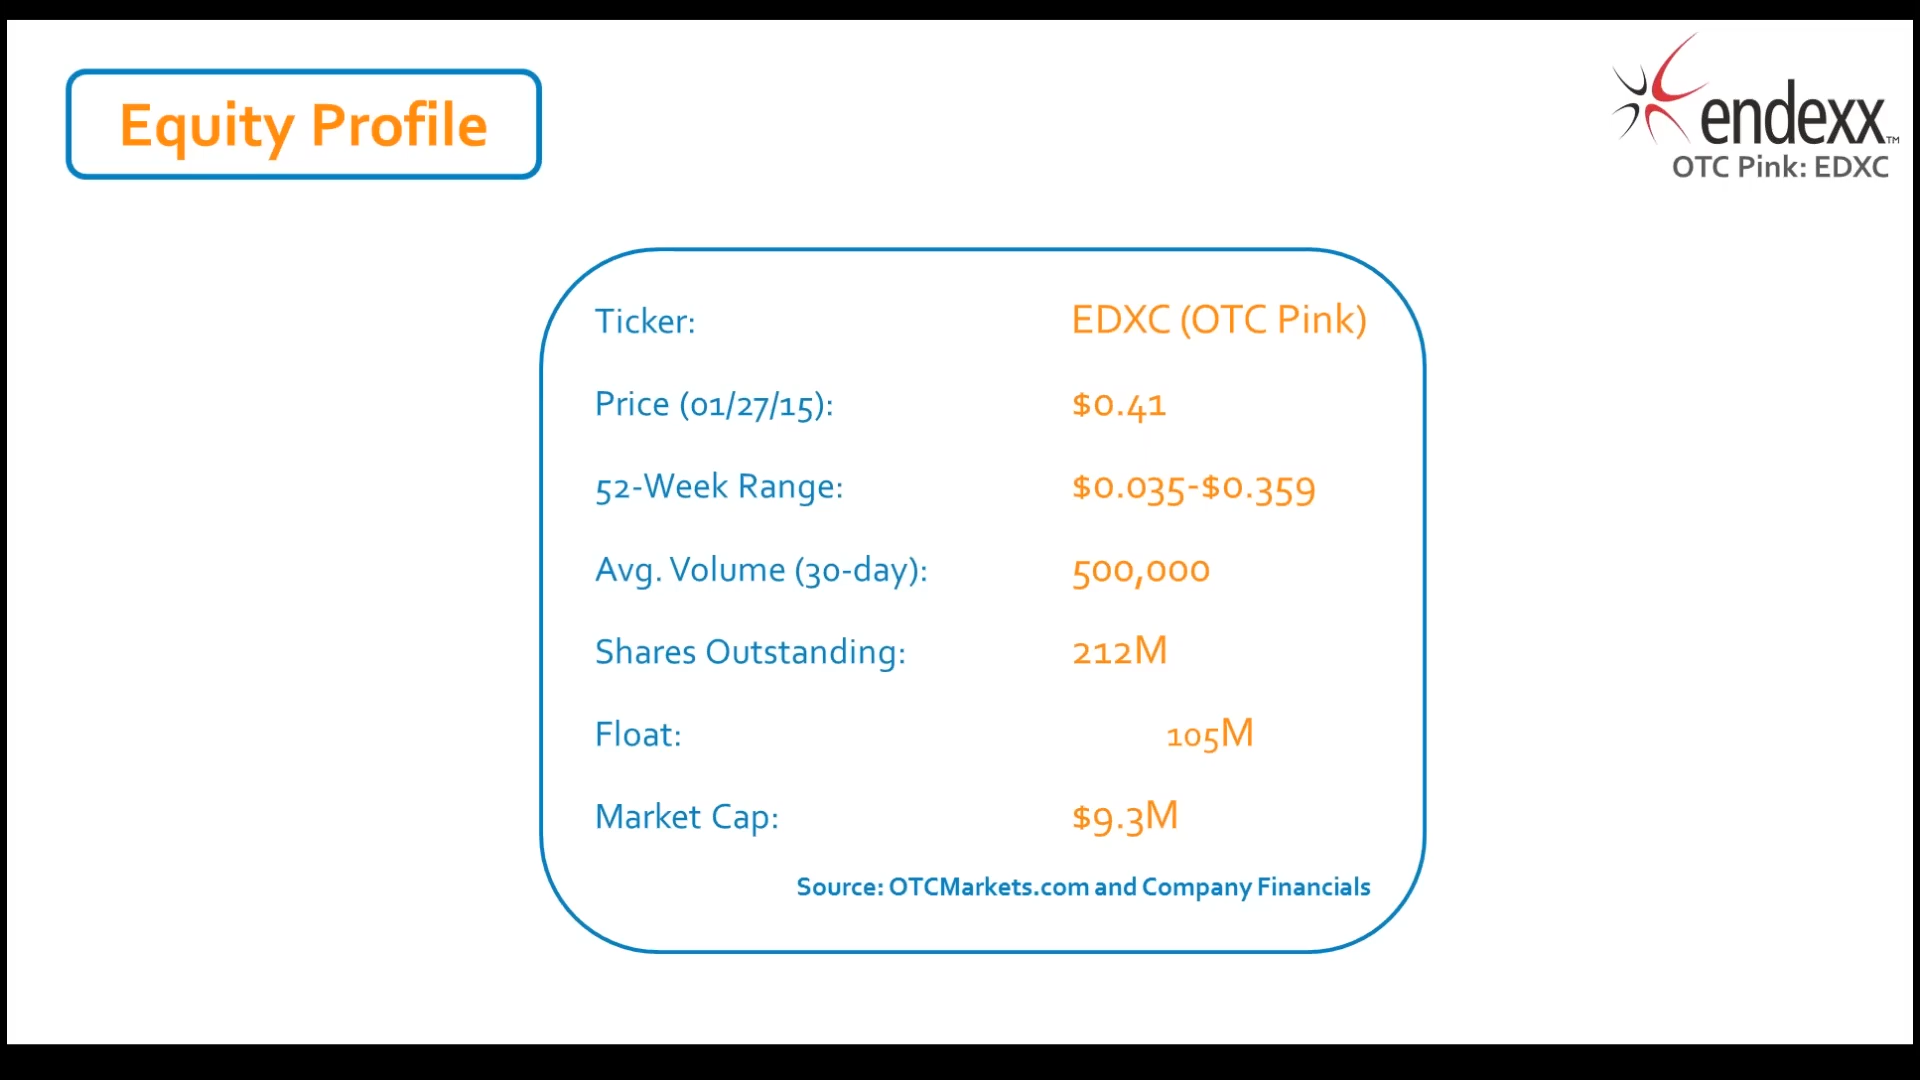 Equity Profile
endexx™
OTC Pink: EDXC
Ticker: EDXC (OTC Pink)
Price (01/27/15): $0.41
52-Week Range: $0.035-$0.359
Avg. Volume (30-day): 500,000
Shares Outstanding: 212M
Float: 105M
Market Cap: $9.3M
Source: OTCMarkets.com and Company Financials